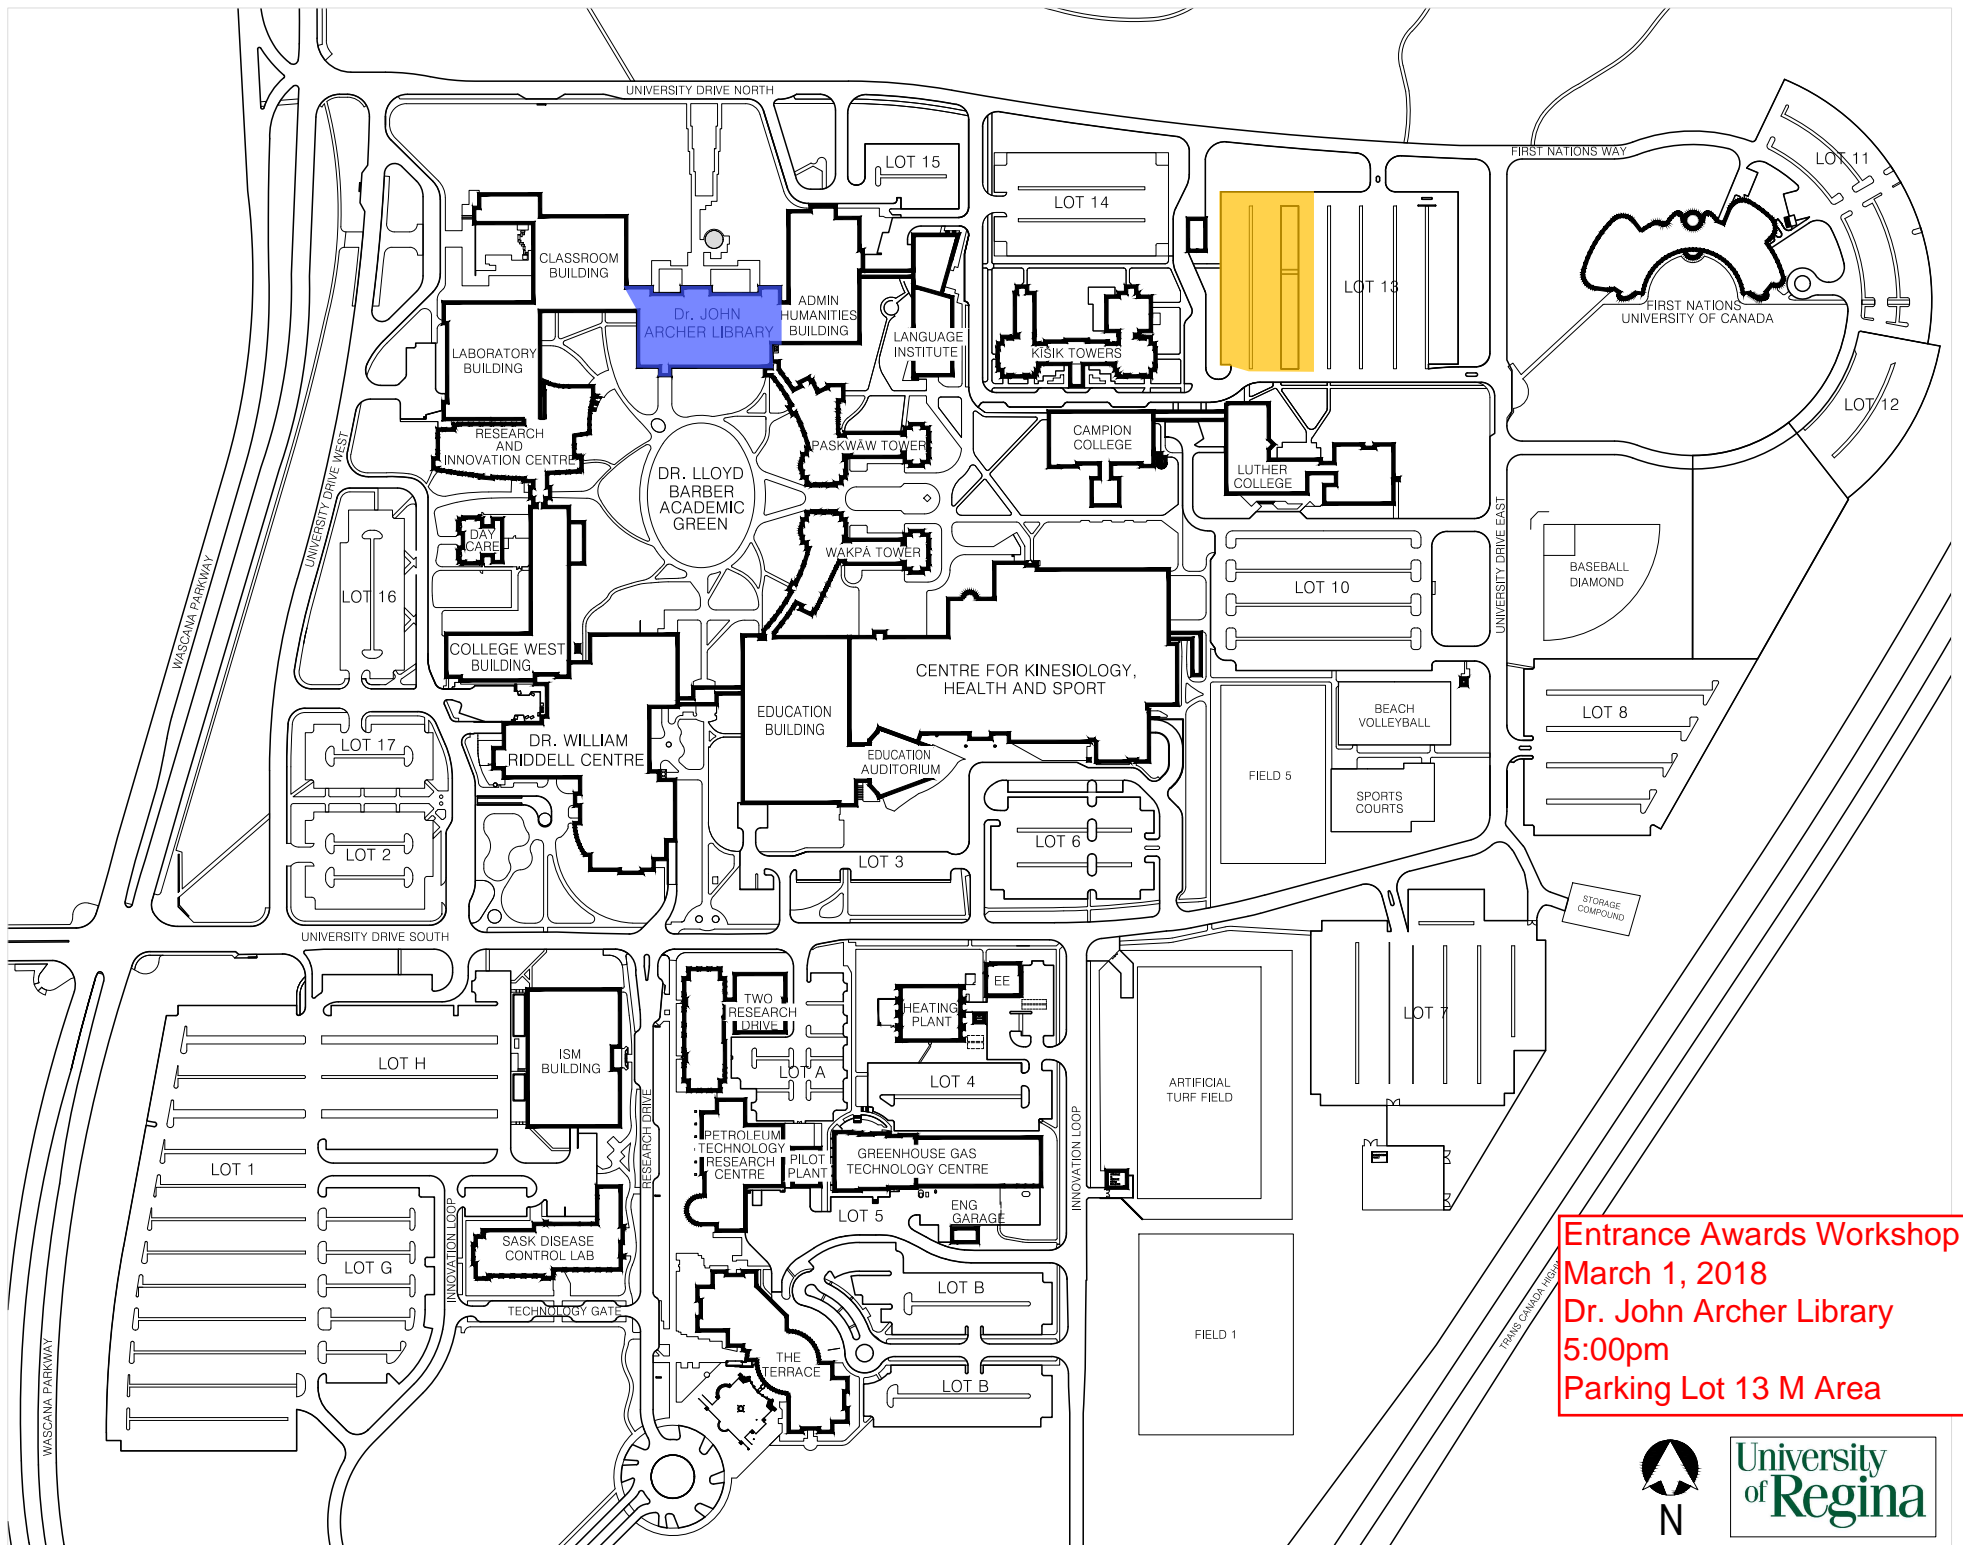 UNIVERSITY DRIVE NORTH
FIRST NATIONS WAY
LOT 11
LOT 15
LOT 14
CLASSROOM
BUILDING
LOT 13
FIRST NATIONS
UNIVERSITY OF CANADA
Dr. JOHN
ARCHER LIBRARY
ADMIN
HUMANITIES
BUILDING
LANGUAGE
INSTITUTE
KĪSIK TOWERS
LABORATORY
BUILDING
LOT 12
RESEARCH
AND
INNOVATION CENTRE
PASKWĀW TOWER
CAMPION
COLLEGE
LUTHER
COLLEGE
DR. LLOYD
BARBER
ACADEMIC
GREEN
UNIVERSITY DRIVE WEST
DAY
CARE
WAKPĀ TOWER
UNIVERSITY DRIVE EAST
BASEBALL
DIAMOND
LOT 16
LOT 10
WASCANA PARKWAY
COLLEGE WEST
BUILDING
CENTRE FOR KINESIOLOGY,
HEALTH AND SPORT
EDUCATION
BUILDING
BEACH
VOLLEYBALL
LOT 8
LOT 17
DR. WILLIAM
RIDDELL CENTRE
EDUCATION
AUDITORIUM
FIELD 5
SPORTS
COURTS
LOT 2
LOT 3
LOT 6
STORAGE
COMPOUND
UNIVERSITY DRIVE SOUTH
TWO
RESEARCH
DRIVE
HEATING
PLANT
EE
LOT 7
LOT H
ISM
BUILDING
LOT A
LOT 4
ARTIFICIAL
TURF FIELD
RESEARCH DRIVE
INNOVATION LOOP
LOT 1
PETROLEUM
TECHNOLOGY
RESEARCH
CENTRE
PILOT
PLANT
GREENHOUSE GAS
TECHNOLOGY CENTRE
LOT 5
ENG
GARAGE
INNOVATION LOOP
SASK DISEASE
CONTROL LAB
LOT G
TECHNOLOGY GATE
LOT B
FIELD 1
THE
TERRACE
LOT B
WASCANA PARKWAY
TRANS CANADA HIGH
Entrance Awards Workshop
March 1, 2018
Dr. John Archer Library
5:00pm
Parking Lot 13 M Area
N
University
of Regina